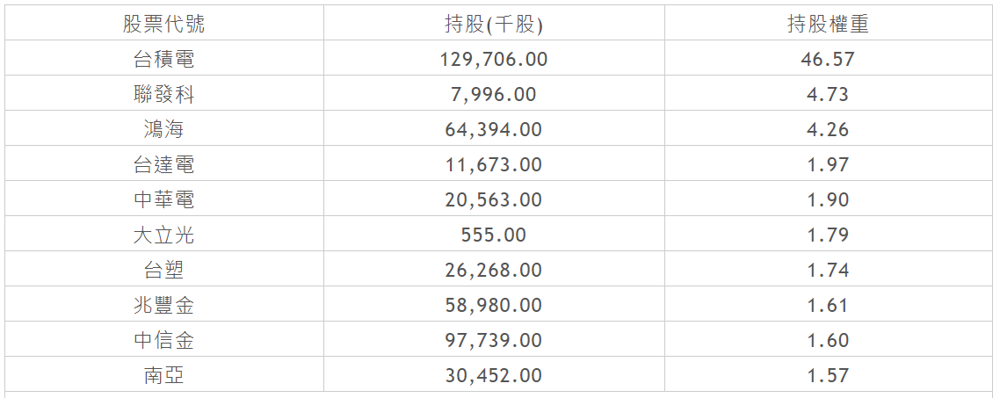 股票代號 持股(千股) 持股權重
台積電 129,706.00 46.57
聯發科 7,996.00 4.73
鴻海 64,394.00 4.26
台達電 11,673.00 1.97
中華電 20,563.00 1.90
大立光 555.00 1.79
台塑 26,268.00 1.74
兆豐金 58,980.00 1.61
中信金 97,739.00 1.60
南亞 30,452.00 1.57